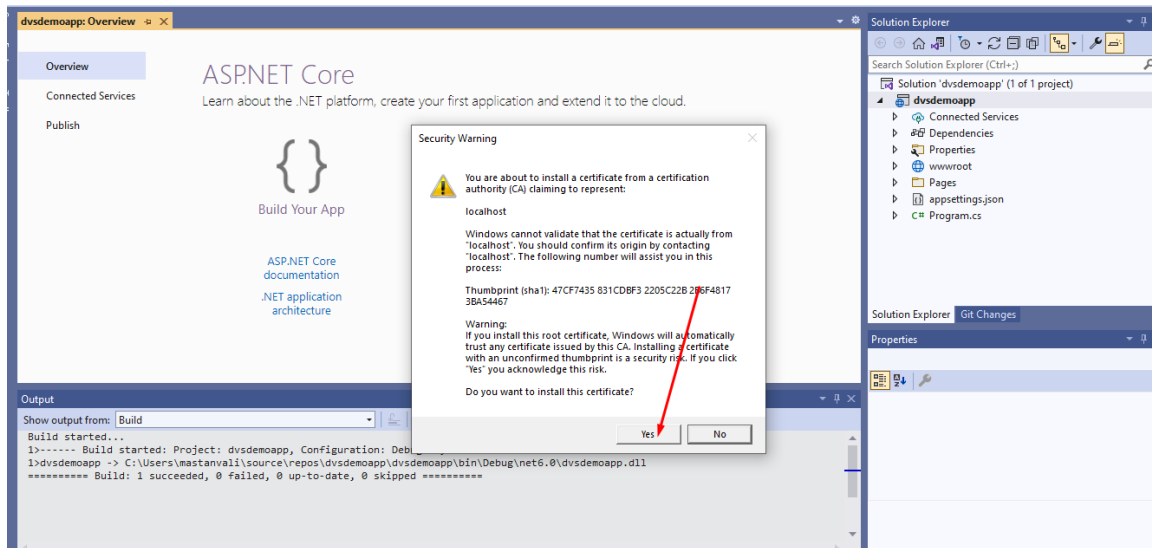 dvsdemoapp: Overview
Overview
Connected Services
Publish
ASP.NET Core
Learn about the .NET platform, create your first application and extend it to the cloud.
{ }
Build Your App
ASP.NET Core
documentation
.NET application
architecture
Security Warning
You are about to install a certificate from a certification
authority (CA) claiming to represent:
localhost
Windows cannot validate that the certificate is actually from
"localhost". You should confirm its origin by contacting
"localhost". The following number will assist you in this
process:
Thumbprint (sha1): 47CF7435 831CDBF3 2205C22B
3BA54467
Warning:
If you install this root certificate, Windows will automatically
trust any certificate issued by this CA. Installing a certificate
with an unconfirmed thumbprint is a security risk. If you click
"Yes" you acknowledge this risk.
Do you want to install this certificate?
Yes
No
Output
Show output from: Build
Build started...
1>------ Build started: Project: dvsdemoapp, Configuration:
1>dvsdemoapp -> C:\Users\mastanvali\source\repos\dvsdemoapp\dvsdemoapp\bin\Debug\net6.0\dvsdemoapp.dll
========== Build: 1 succeeded, 0 failed, 0 up-to-date, 0 skipped ==========
Solution Explorer
Search Solution Explorer (Ctrl+;)
Solution 'dvsdemoapp' (1 of 1 project)
dvsdemoapp
Connected Services
Dependencies
Properties
wwwroot
Pages
appsettings.json
C# Program.cs
Solution Explorer
Git Changes
Properties